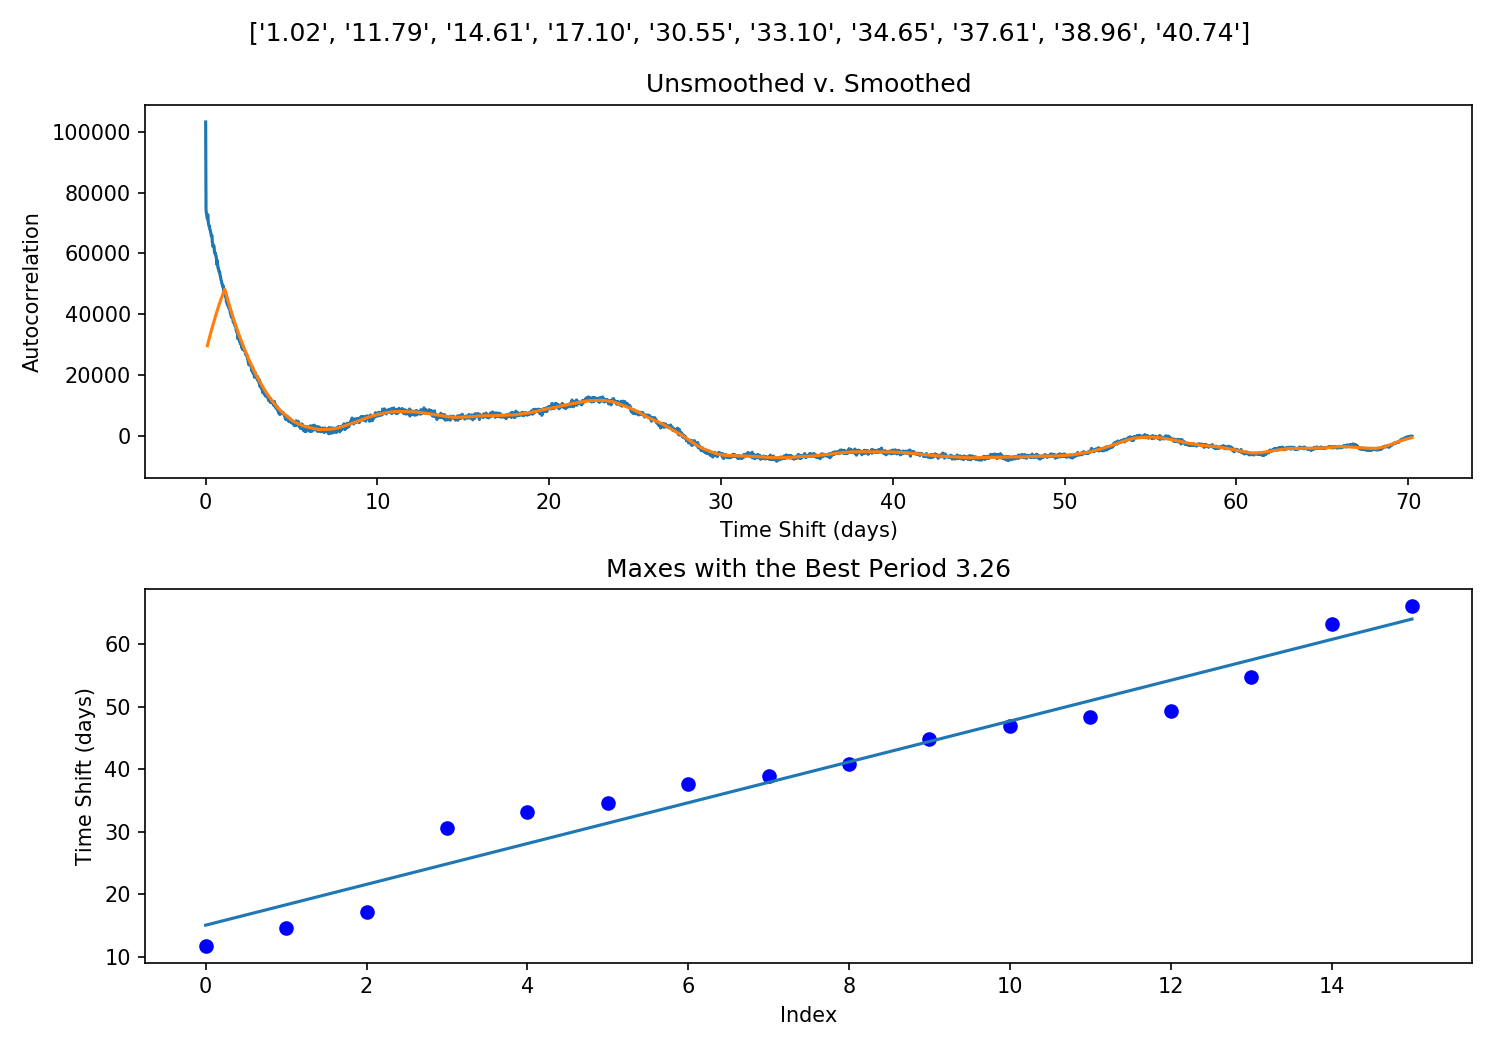 ['1.02', '11.79', '14.61', '17.10', '30.55', '33.10', '34.65', '37.61', '38.96', '40.74']
Unsmoothed v. Smoothed
100000
80000
60000
40000
20000
0
Autocorrelation
0 10 20 30 40 50 60 70
Time Shift (days)
Maxes with the Best Period 3.26
60
50
40
30
20
10
Time Shift (days)
0 2 4 6 8 10 12 14
Index